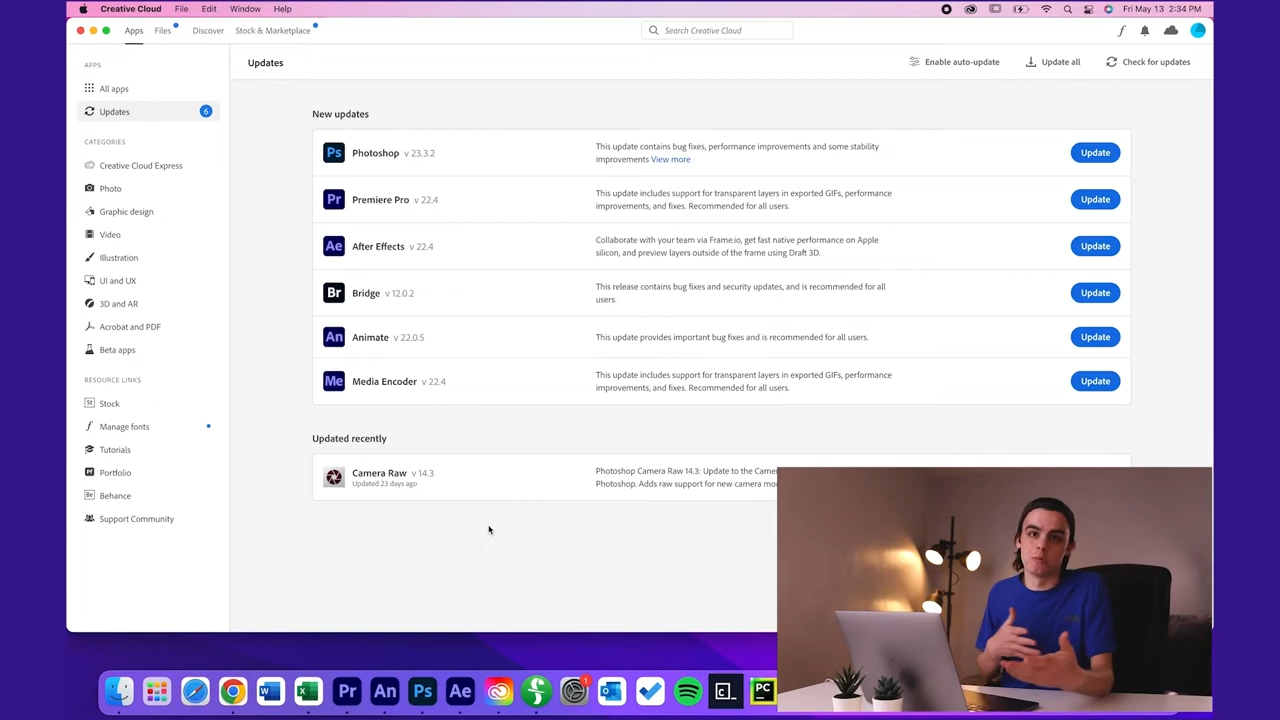 Creative Cloud File Edit Window Help
Fri May 13 2:34 PM
Apps Files Discover Stock & Marketplace
Search Creative Cloud
APPS
All apps
Updates 6
CATEGORIES
Creative Cloud Express
Photo
Graphic design
Video
Illustration
UI and UX
3D and AR
Acrobat and PDF
Beta apps
RESOURCE LINKS
St Stock
Manage fonts
Tutorials
Pf Portfolio
Be Behance
Support Community
Updates
Enable auto-update Update all Check for updates
New updates
Ps Photoshop v 23.3.2
This update contains bug fixes, performance improvements and some stability
improvements View more
Update
Pr Premiere Pro v 22.4
This update includes support for transparent layers in exported GIFs, performance
improvements, and fixes. Recommended for all users.
Update
Ae After Effects v 22.4
Collaborate with your team via Frame.io, get fast native performance on Apple
silicon, and preview layers outside of the frame using Draft 3D.
Update
Br Bridge v 12.0.2
This release contains bug fixes and security updates, and is recommended for all
users.
Update
An Animate v 22.0.5
This update provides important bug fixes and is recommended for all users.
Update
Me Media Encoder v 22.4
This update includes support for transparent layers in exported GIFs, performance
improvements, and fixes. Recommended for all users.
Update
Updated recently
Camera Raw v 14.3
Updated 23 days ago
Photoshop Camera Raw 14.3: Update to the Came
Photoshop. Adds raw support for new camera mo
W X Pr An Ps Ae 1 C_ PC